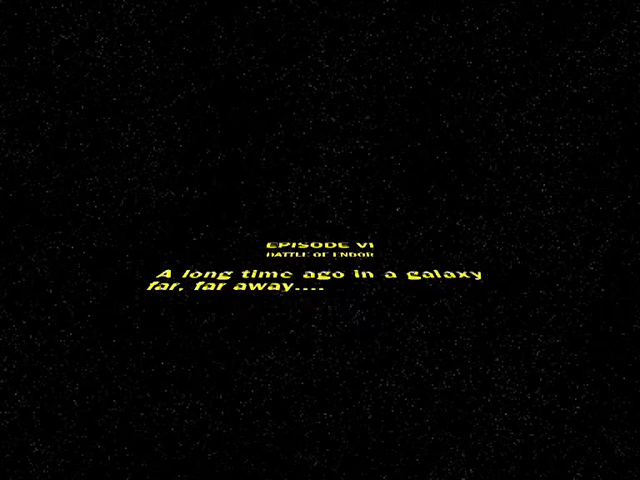 EPISODE VI
BATTLE OF ENDOR
A long time ago in a galaxy
far, far away....